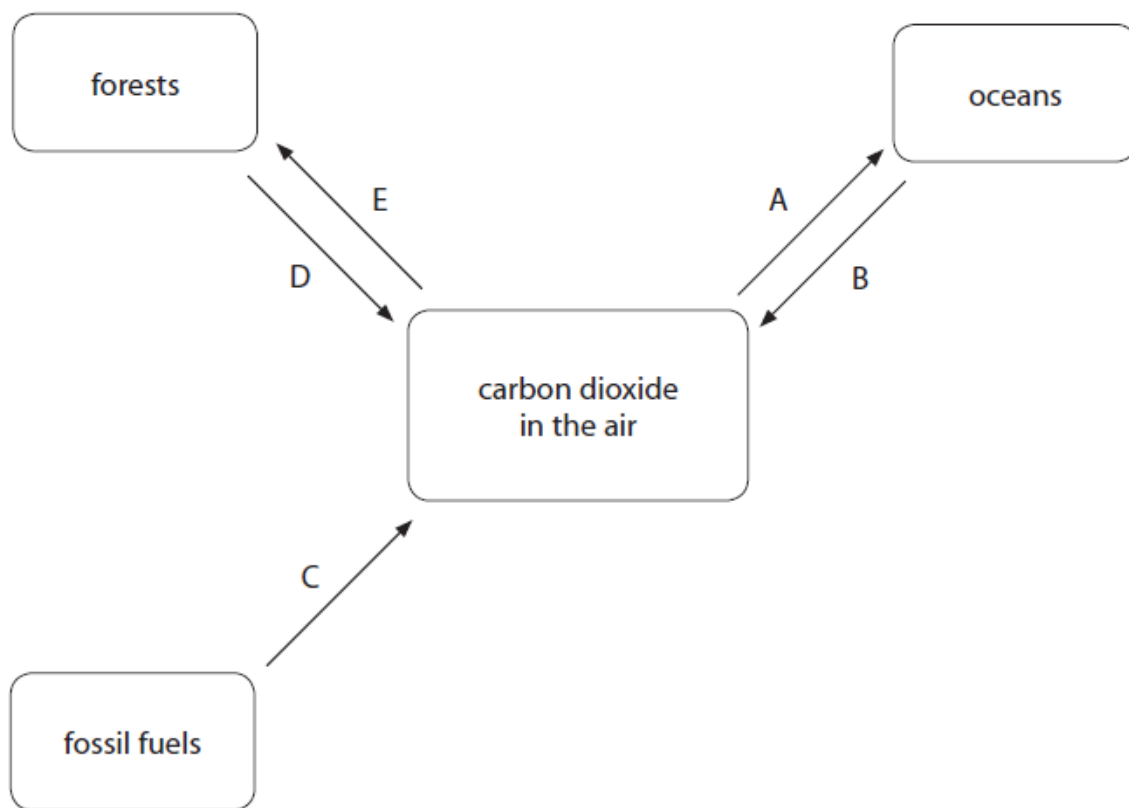 forests
oceans
E
A
D
B
carbon dioxide
in the air
C
fossil fuels